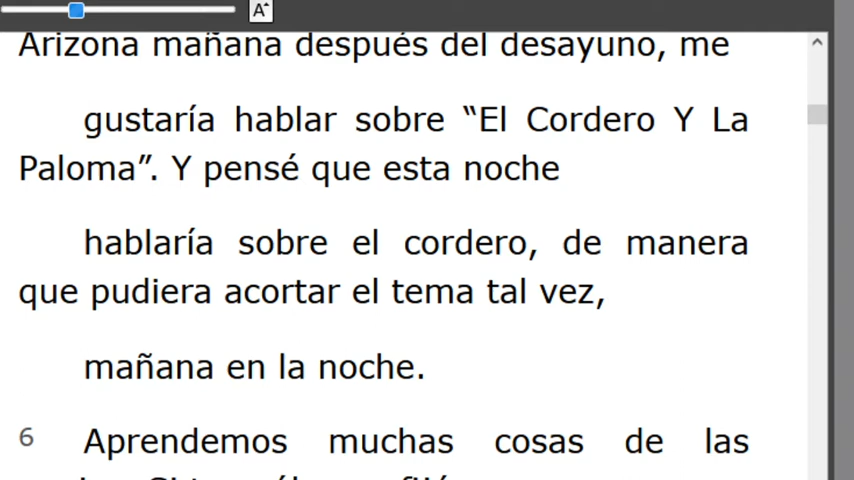 A
Arizona mañana después del desayuno, me
gustaría hablar sobre “El Cordero Y La
Paloma”. Y pensé que esta noche
hablaría sobre el cordero, de manera
que pudiera acortar el tema tal vez,
mañana en la noche.
6 Aprendemos muchas cosas de las